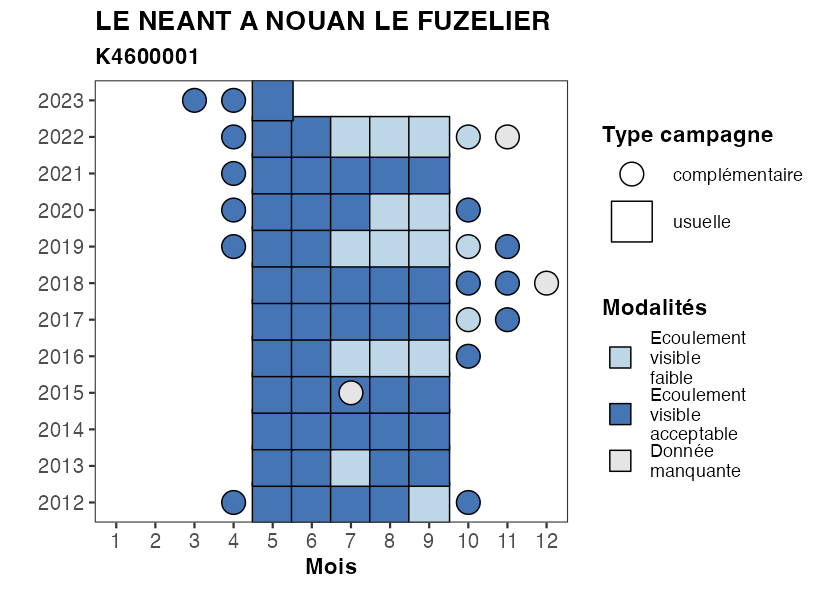 LE NEANT A NOUAN LE FUZELIER
K4600001
2023
2022
2021
2020
2019
2018
2017
2016
2015
2014
2013
2012
1 2 3 4 5 6 7 8 9 10 11 12
Mois
Type campagne
complémentaire
usuelle
Modalités
Ecoulement
visible
faible
Ecoulement
visible
acceptable
Donnée
manquante